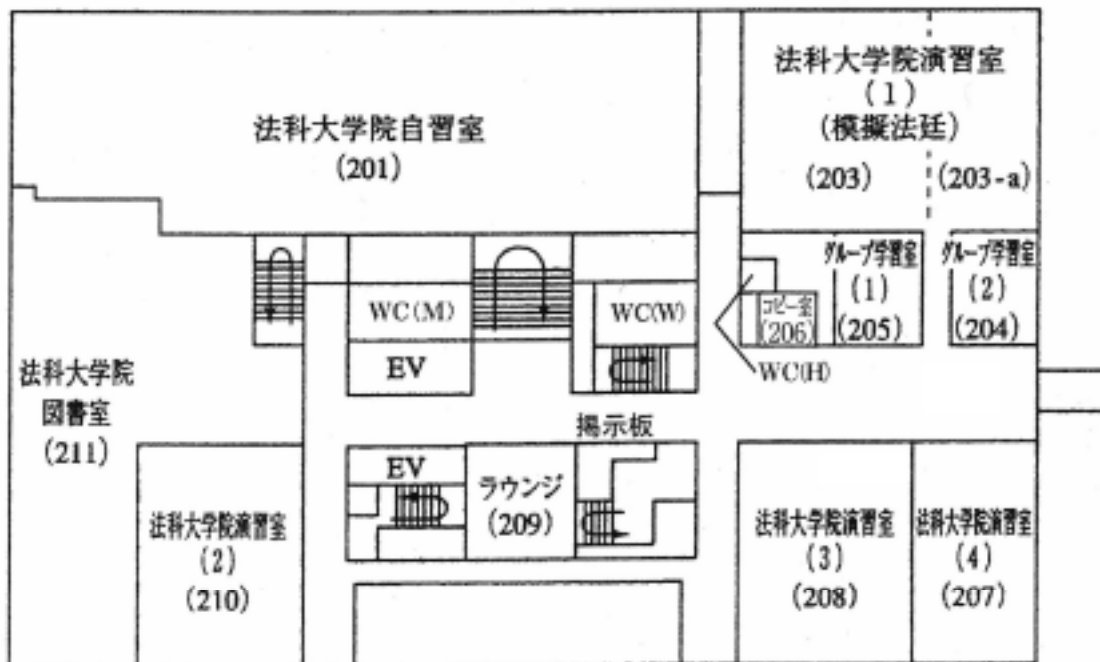 法科大学院自習室
(201)
法科大学院演習室
(1)
(模擬法廷)
(203)
(203-a)
グループ学習室
(1)
(205)
グループ学習室
(2)
(204)
コピー室
(206)
WC(M)
WC(W)
WC(H)
EV
法科大学院
図書室
(211)
掲示板
EV
ラウンジ
(209)
法科大学院演習室
(2)
(210)
法科大学院演習室
(3)
(208)
法科大学院演習室
(4)
(207)